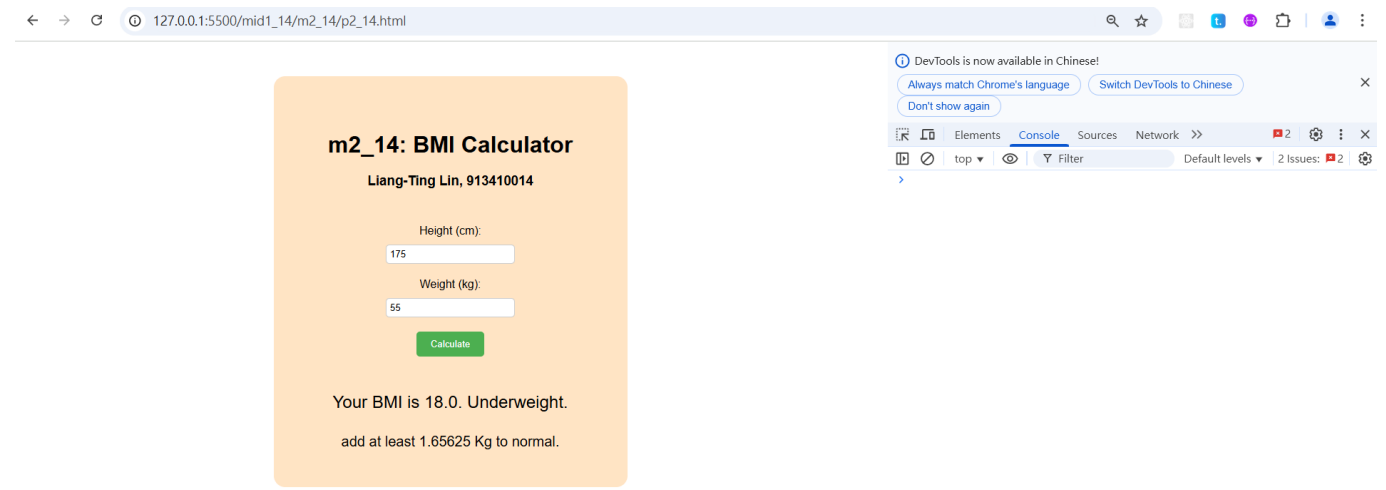 127.0.0.1:5500/mid1_14/m2_14/p2_14.html
t.
DevTools is now available in Chinese!
Always match Chrome's language
Switch DevTools to Chinese
Don't show again
Elements Console Sources Network 2
top Filter Default levels 2 Issues: 2
m2_14: BMI Calculator
Liang-Ting Lin, 913410014
Height (cm):
175
Weight (kg):
55
Calculate
Your BMI is 18.0. Underweight.
add at least 1.65625 Kg to normal.